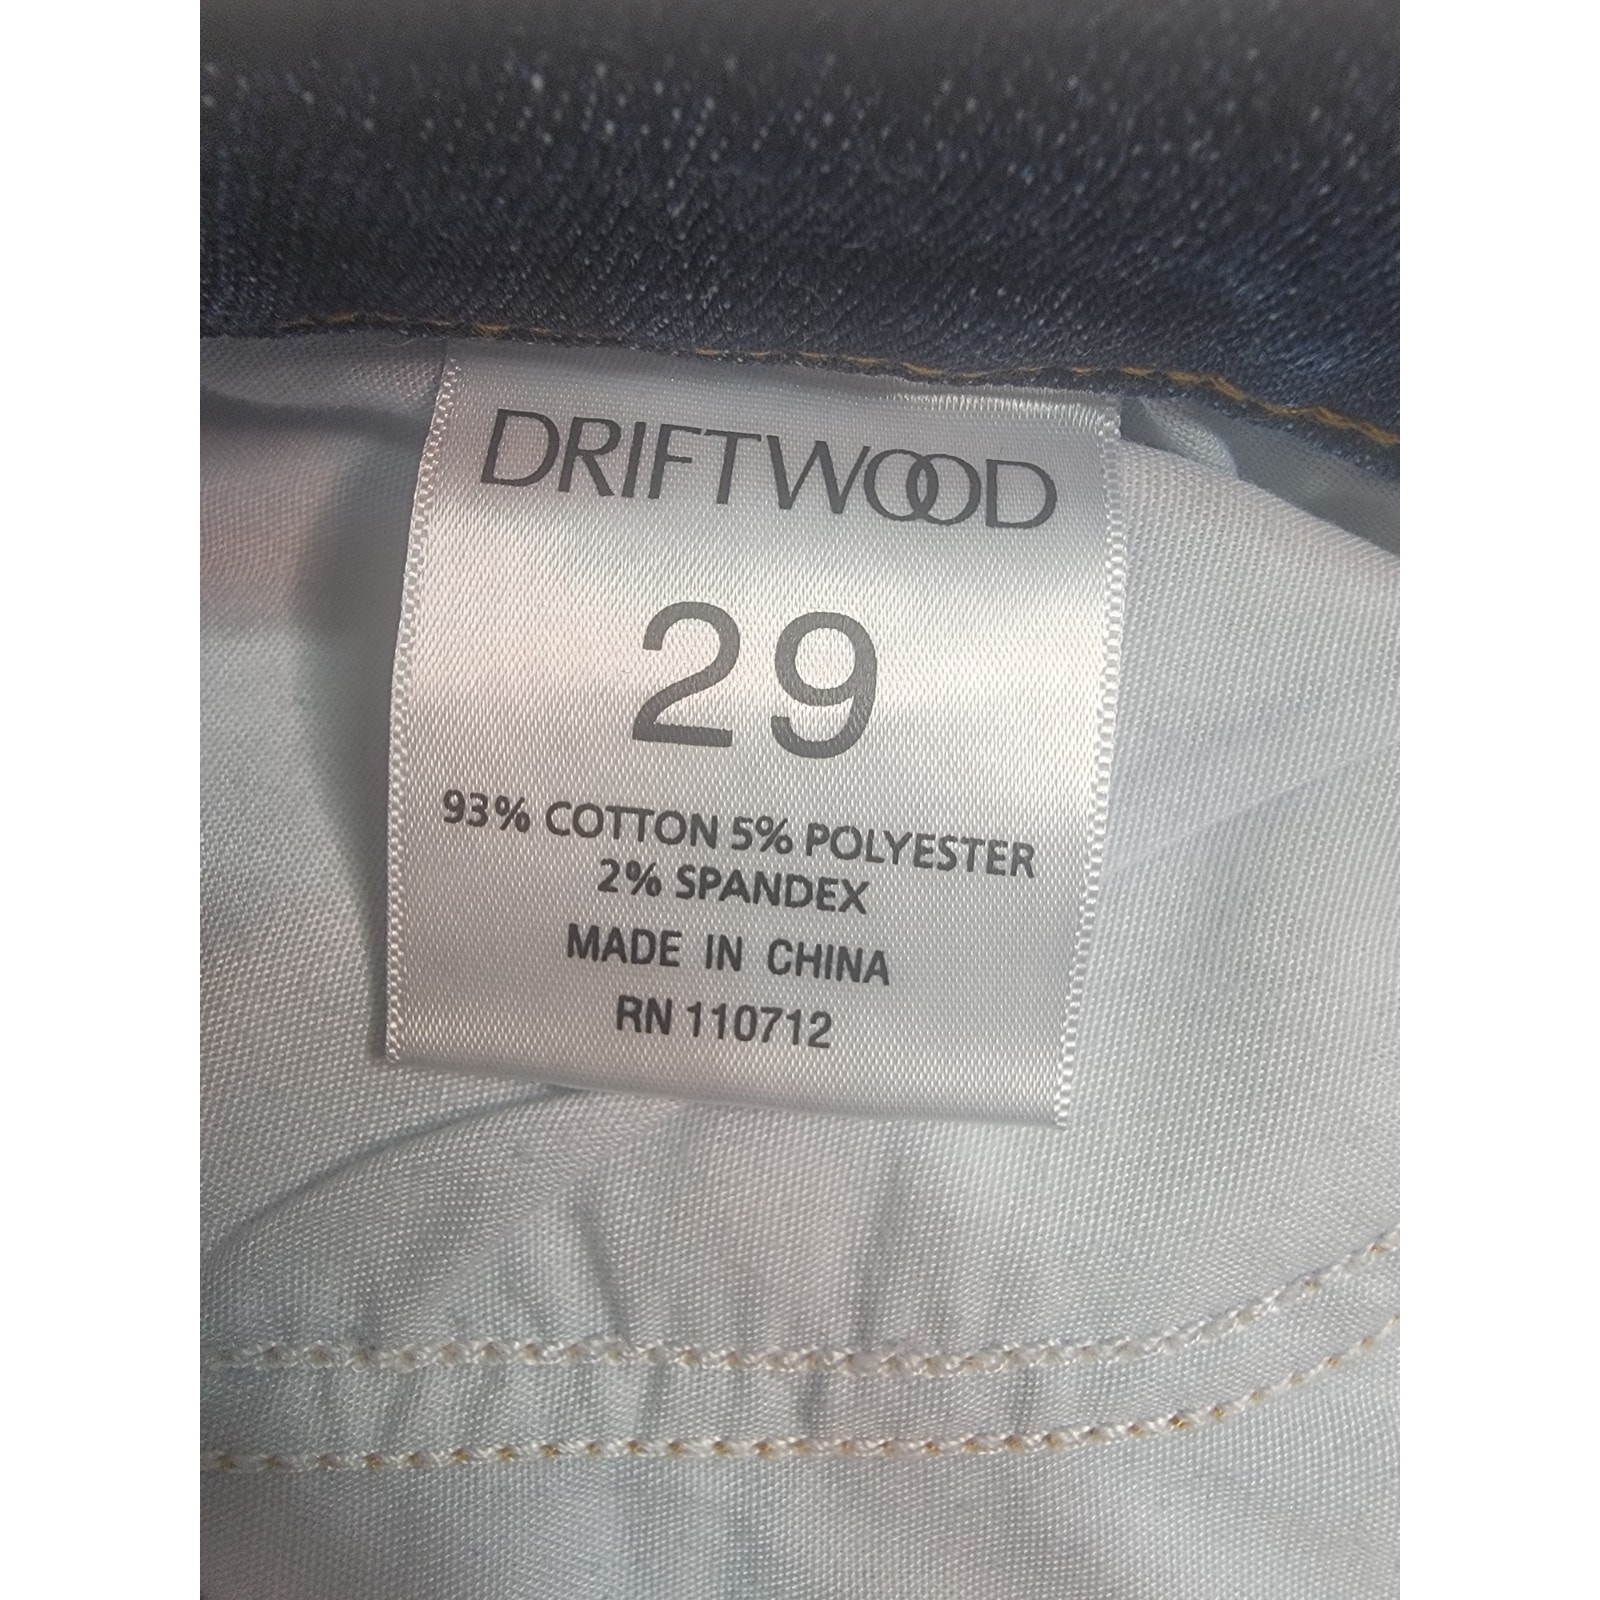 DRIFTWOOD
29
93% COTTON 5% POLYESTER
2% SPANDEX
MADE IN CHINA
RN 110712